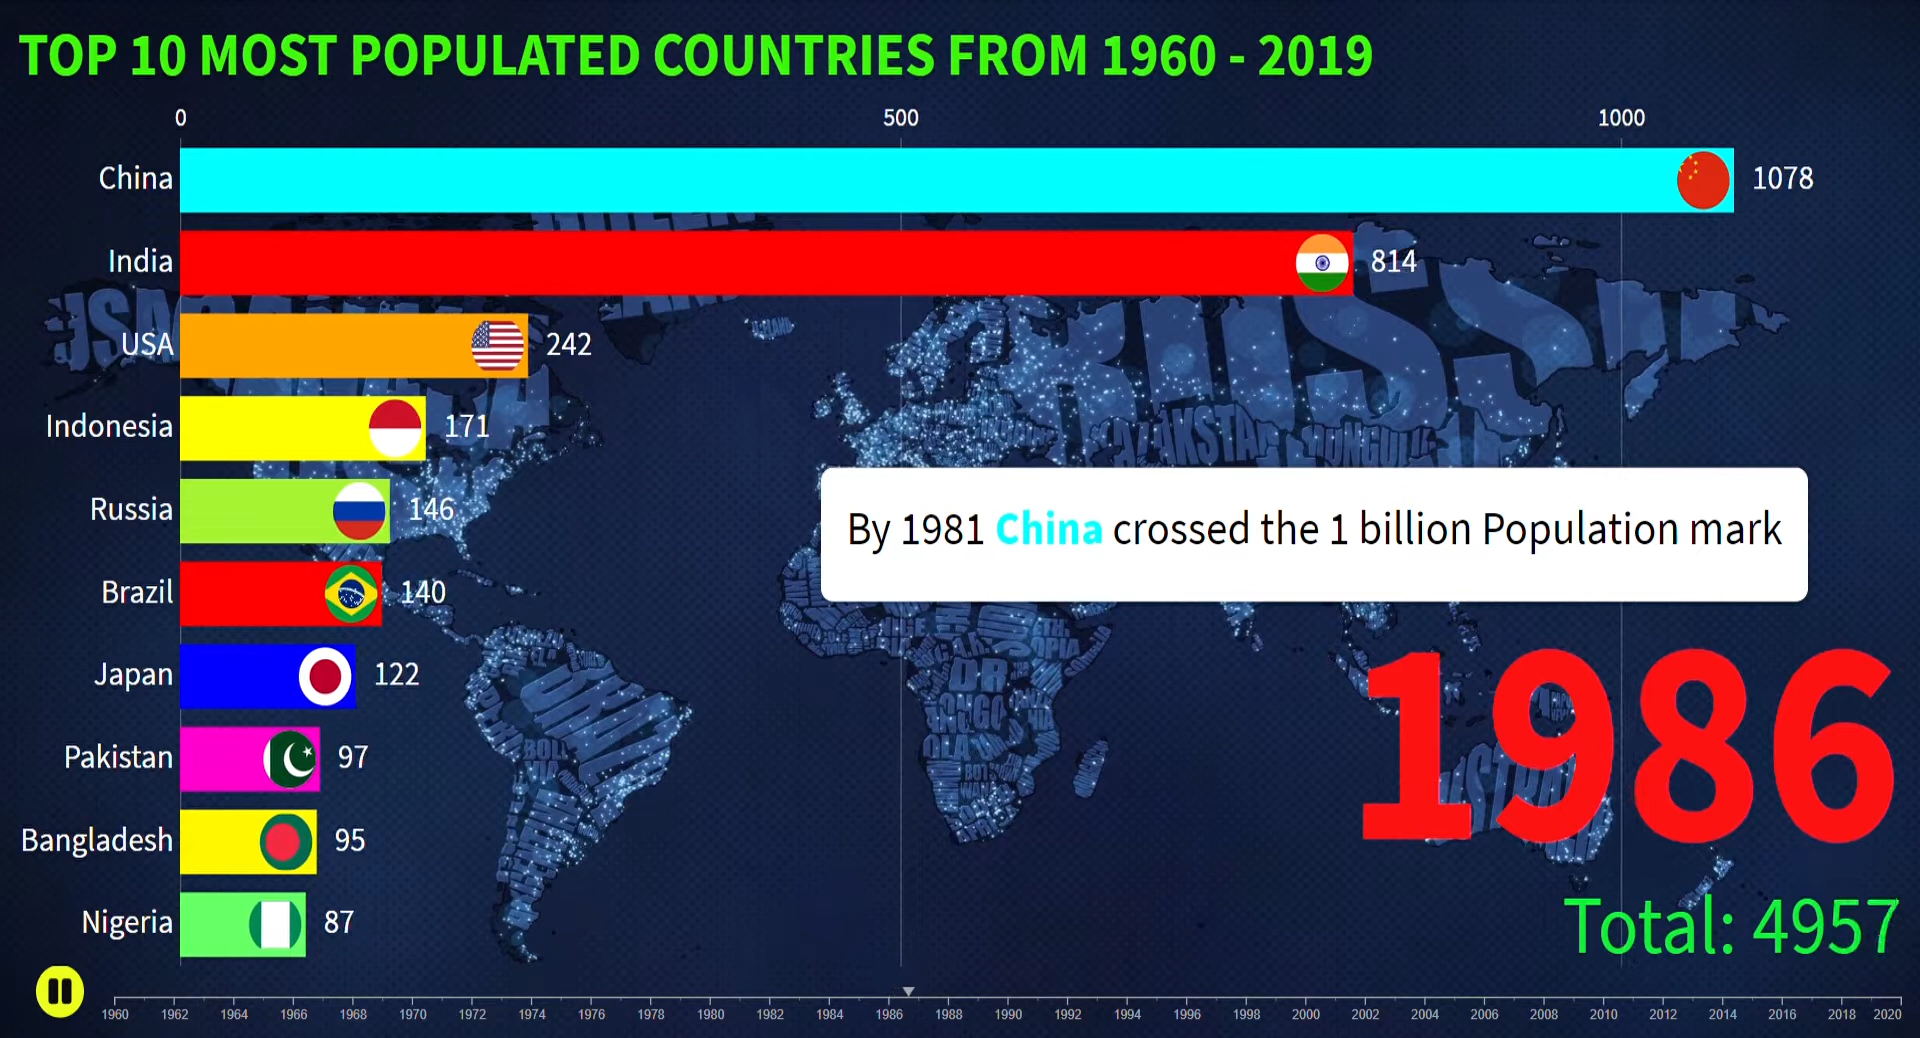 TOP 10 MOST POPULATED COUNTRIES FROM 1960 - 2019
0 500 1000
China 1078
India 814
USA 242
Indonesia 171
Russia 146
By 1981 China crossed the 1 billion Population mark
Brazil 140
Japan 122
Pakistan 97
1986
Bangladesh 95
Nigeria 87
Total: 4957
1960 1962 1964 1966 1968 1970 1972 1974 1976 1978 1980 1982 1984 1986 1988 1990 1992 1994 1996 1998 2000 2002 2004 2006 2008 2010 2012 2014 2016 2018 2020